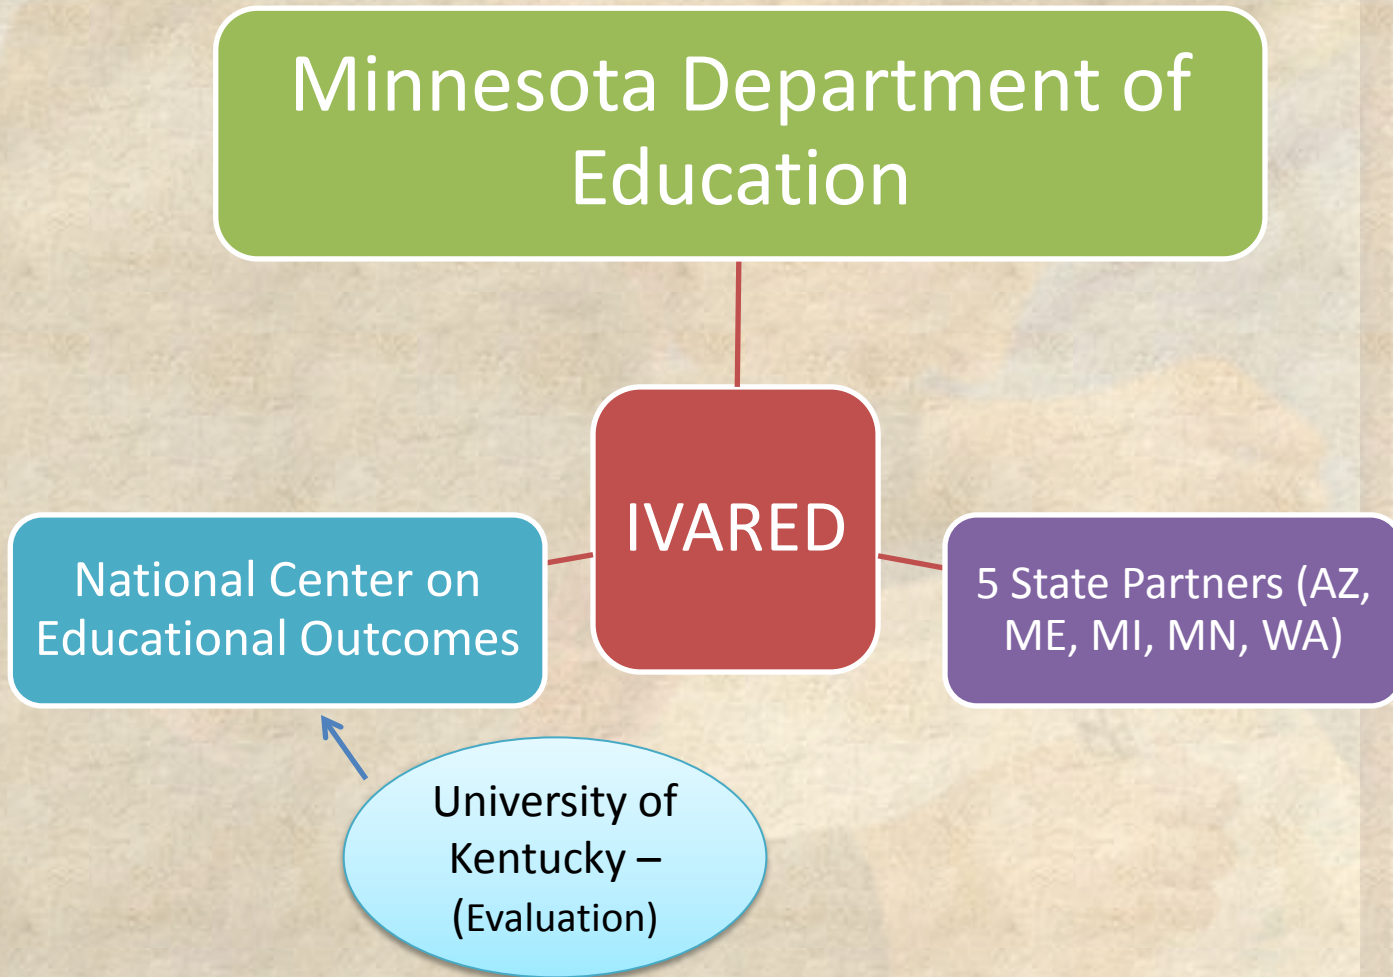 Minnesota Department of
Education
IVARED
National Center on
Educational Outcomes
5 State Partners (AZ,
ME, MI, MN, WA)
University of
Kentucky –
(Evaluation)